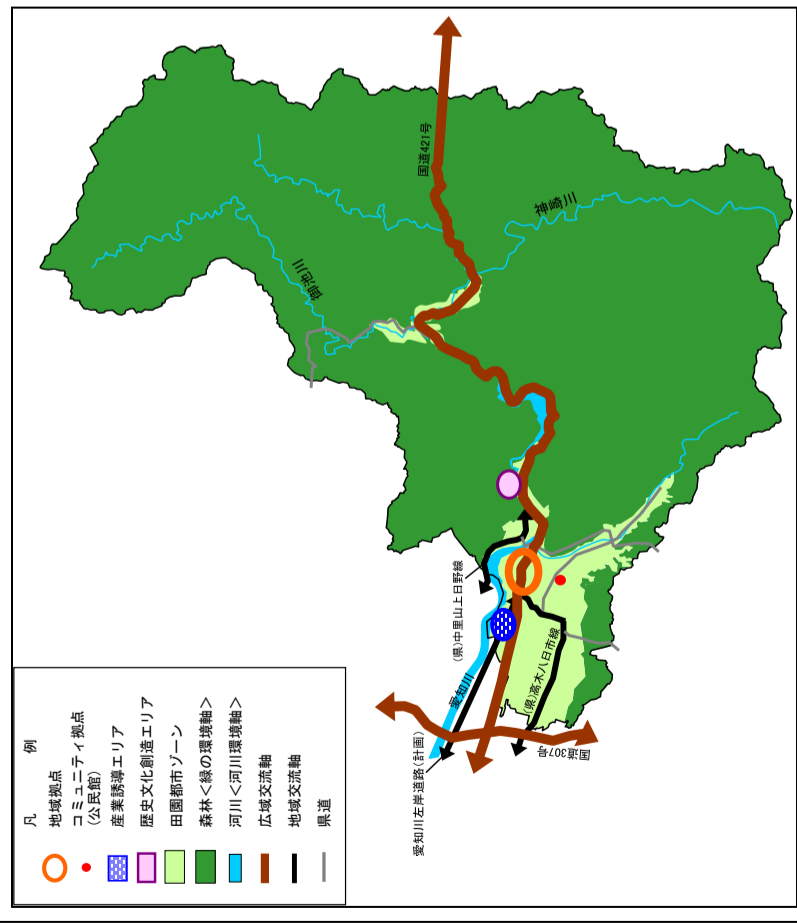 凡 例
地域拠点
コミュニティ拠点
(公民館)
産業誘導エリア
歴史文化創造エリア
田園都市ゾーン
森林<緑の環境軸>
河川<河川環境軸>
広域交流軸
地域交流軸
県道
国道421号
神崎川
御池川
(県)中里山上日野線
愛知川
(県)高木八日市線
愛知川左岸道路(計画)
国道307号